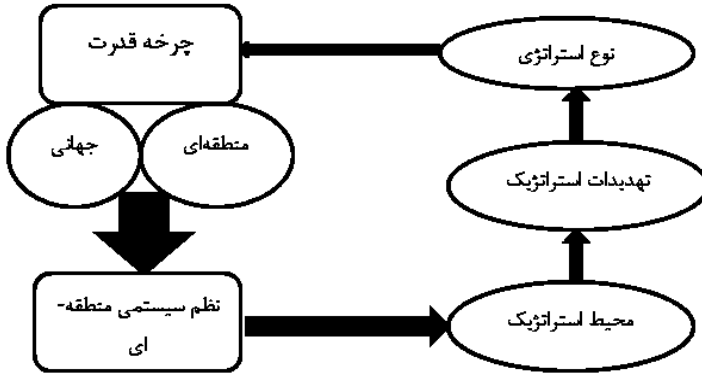 چرخه قدرت
نوع استراتژی
جهانی
منطقه‌ای
تهدیدات استراتژیک
نظم سیستمی منطقه-
ای
محیط استراتژیک